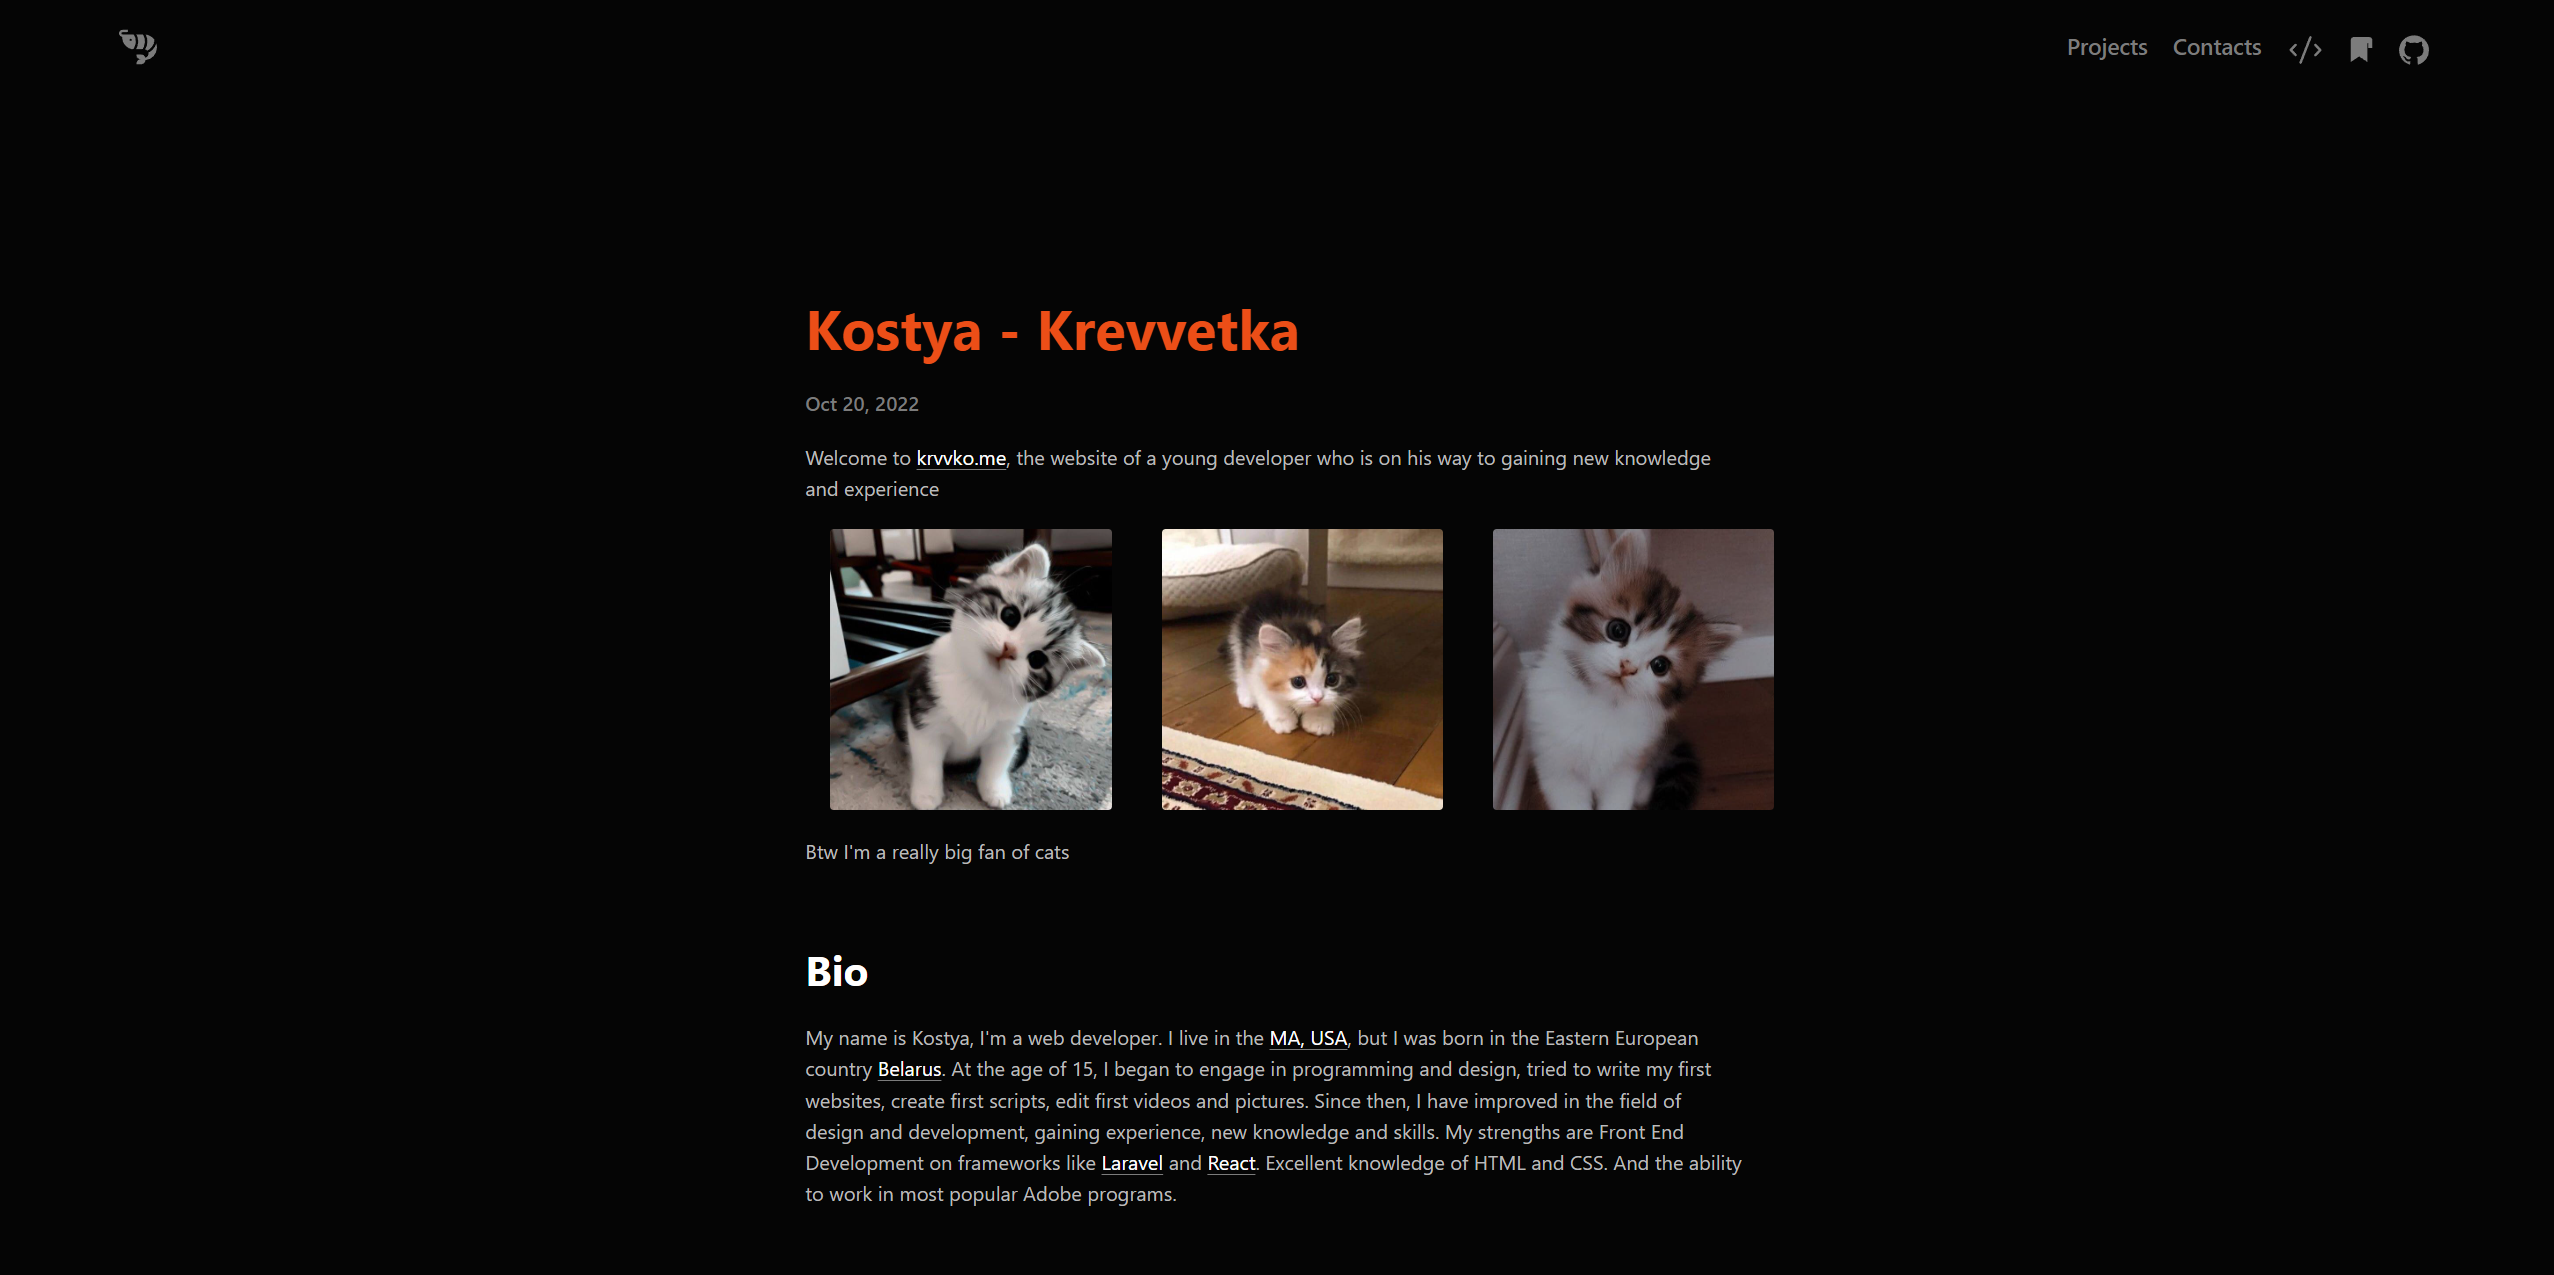 Projects Contacts
Kostya - Krevvetka
Oct 20, 2022
Welcome to krvvko.me, the website of a young developer who is on his way to gaining new knowledge
and experience
Btw I'm a really big fan of cats
Bio
My name is Kostya, I'm a web developer. I live in the MA, USA, but I was born in the Eastern European
country Belarus. At the age of 15, I began to engage in programming and design, tried to write my first
websites, create first scripts, edit first videos and pictures. Since then, I have improved in the field of
design and development, gaining experience, new knowledge and skills. My strengths are Front End
Development on frameworks like Laravel and React. Excellent knowledge of HTML and CSS. And the ability
to work in most popular Adobe programs.